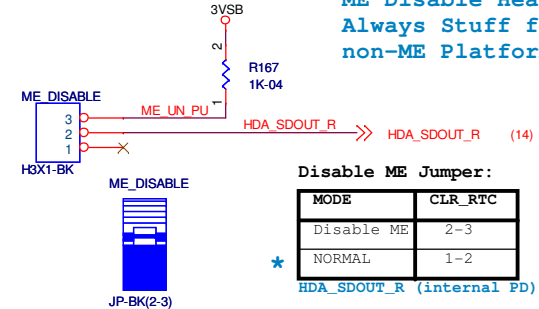 ME Disable Hea
Always Stuff f
non-ME Platfor
3VSB
2
R167
1K-04
1
ME_DISABLE
ME_UN_PU
3
2
1
HDA_SDOUT_R
HDA_SDOUT_R (14)
H3X1-BK
ME_DISABLE
JP-BK(2-3)
Disable ME Jumper:
MODE CLR_RTC
Disable ME 2-3
* NORMAL 1-2
HDA_SDOUT_R (internal PD)